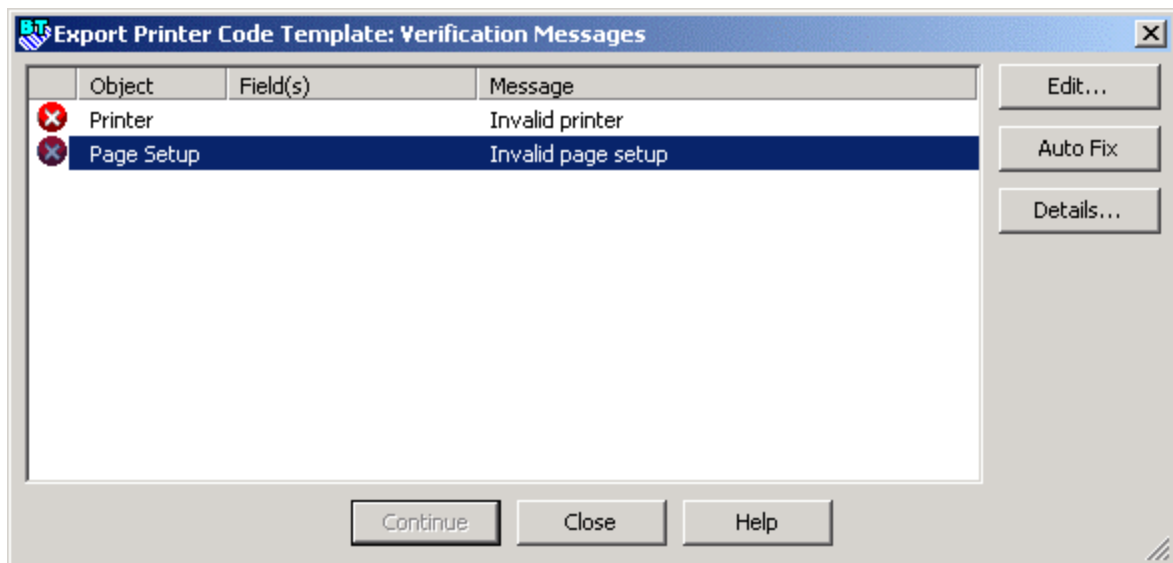 BT Export Printer Code Template: Verification Messages
Object Field(s) Message
Printer Invalid printer
Page Setup Invalid page setup
Edit...
Auto Fix
Details...
Continue Close Help